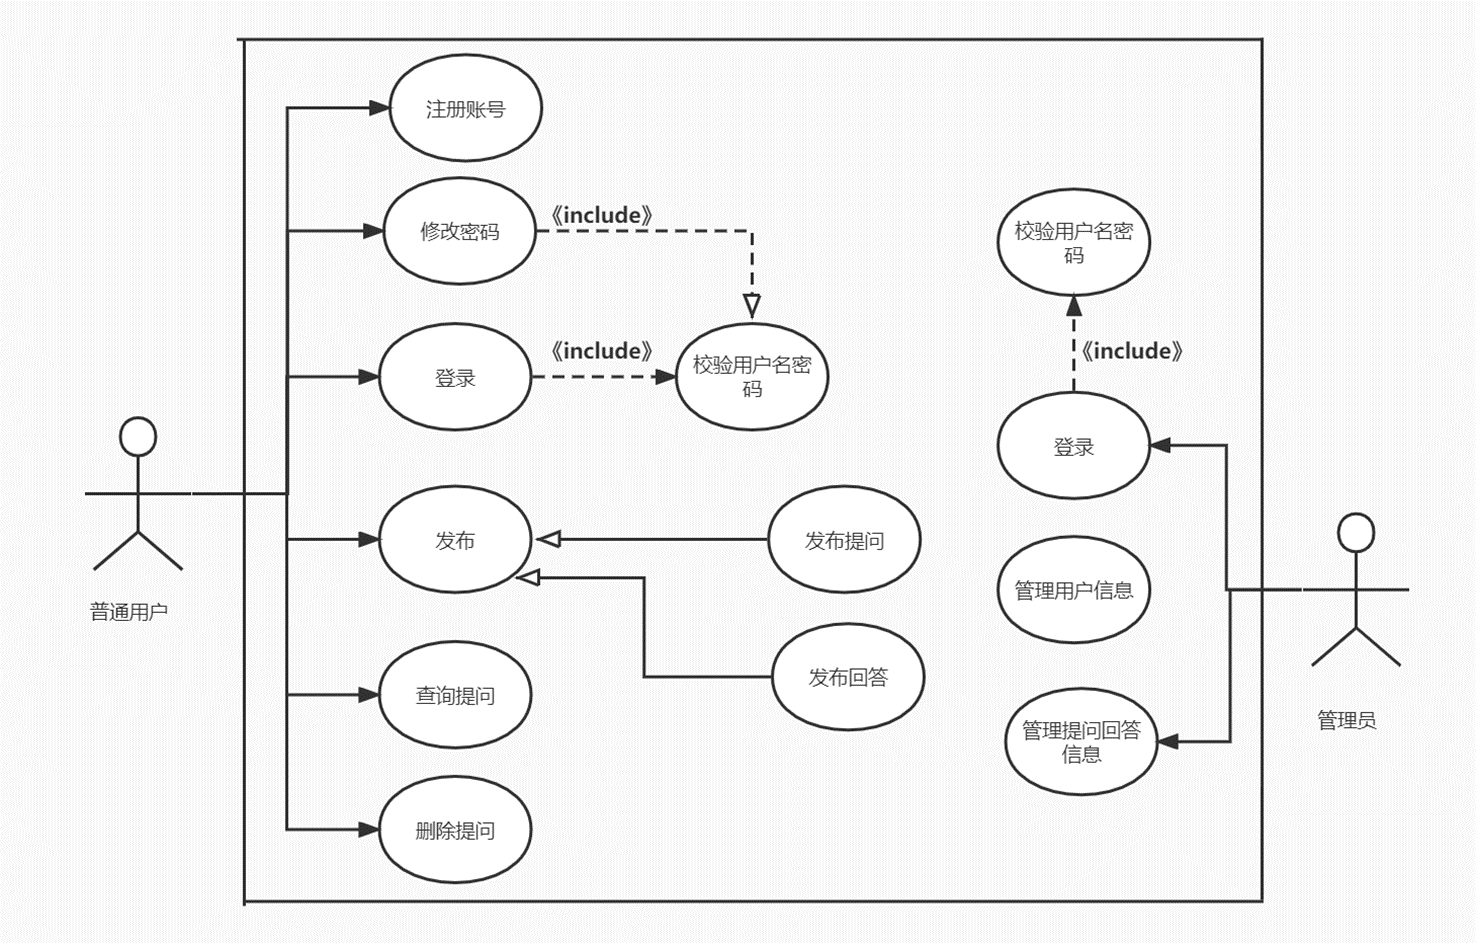 注册账号
修改密码
《include》
校验用户名密
码
登录
《include》
校验用户名密
码
《include》
登录
发布
发布提问
管理用户信息
普通用户
发布回答
查询提问
管理提问回答
信息
管理员
删除提问